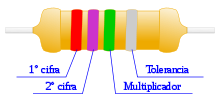 1° cifra
Tolerancia
2° cifra
Multiplicador